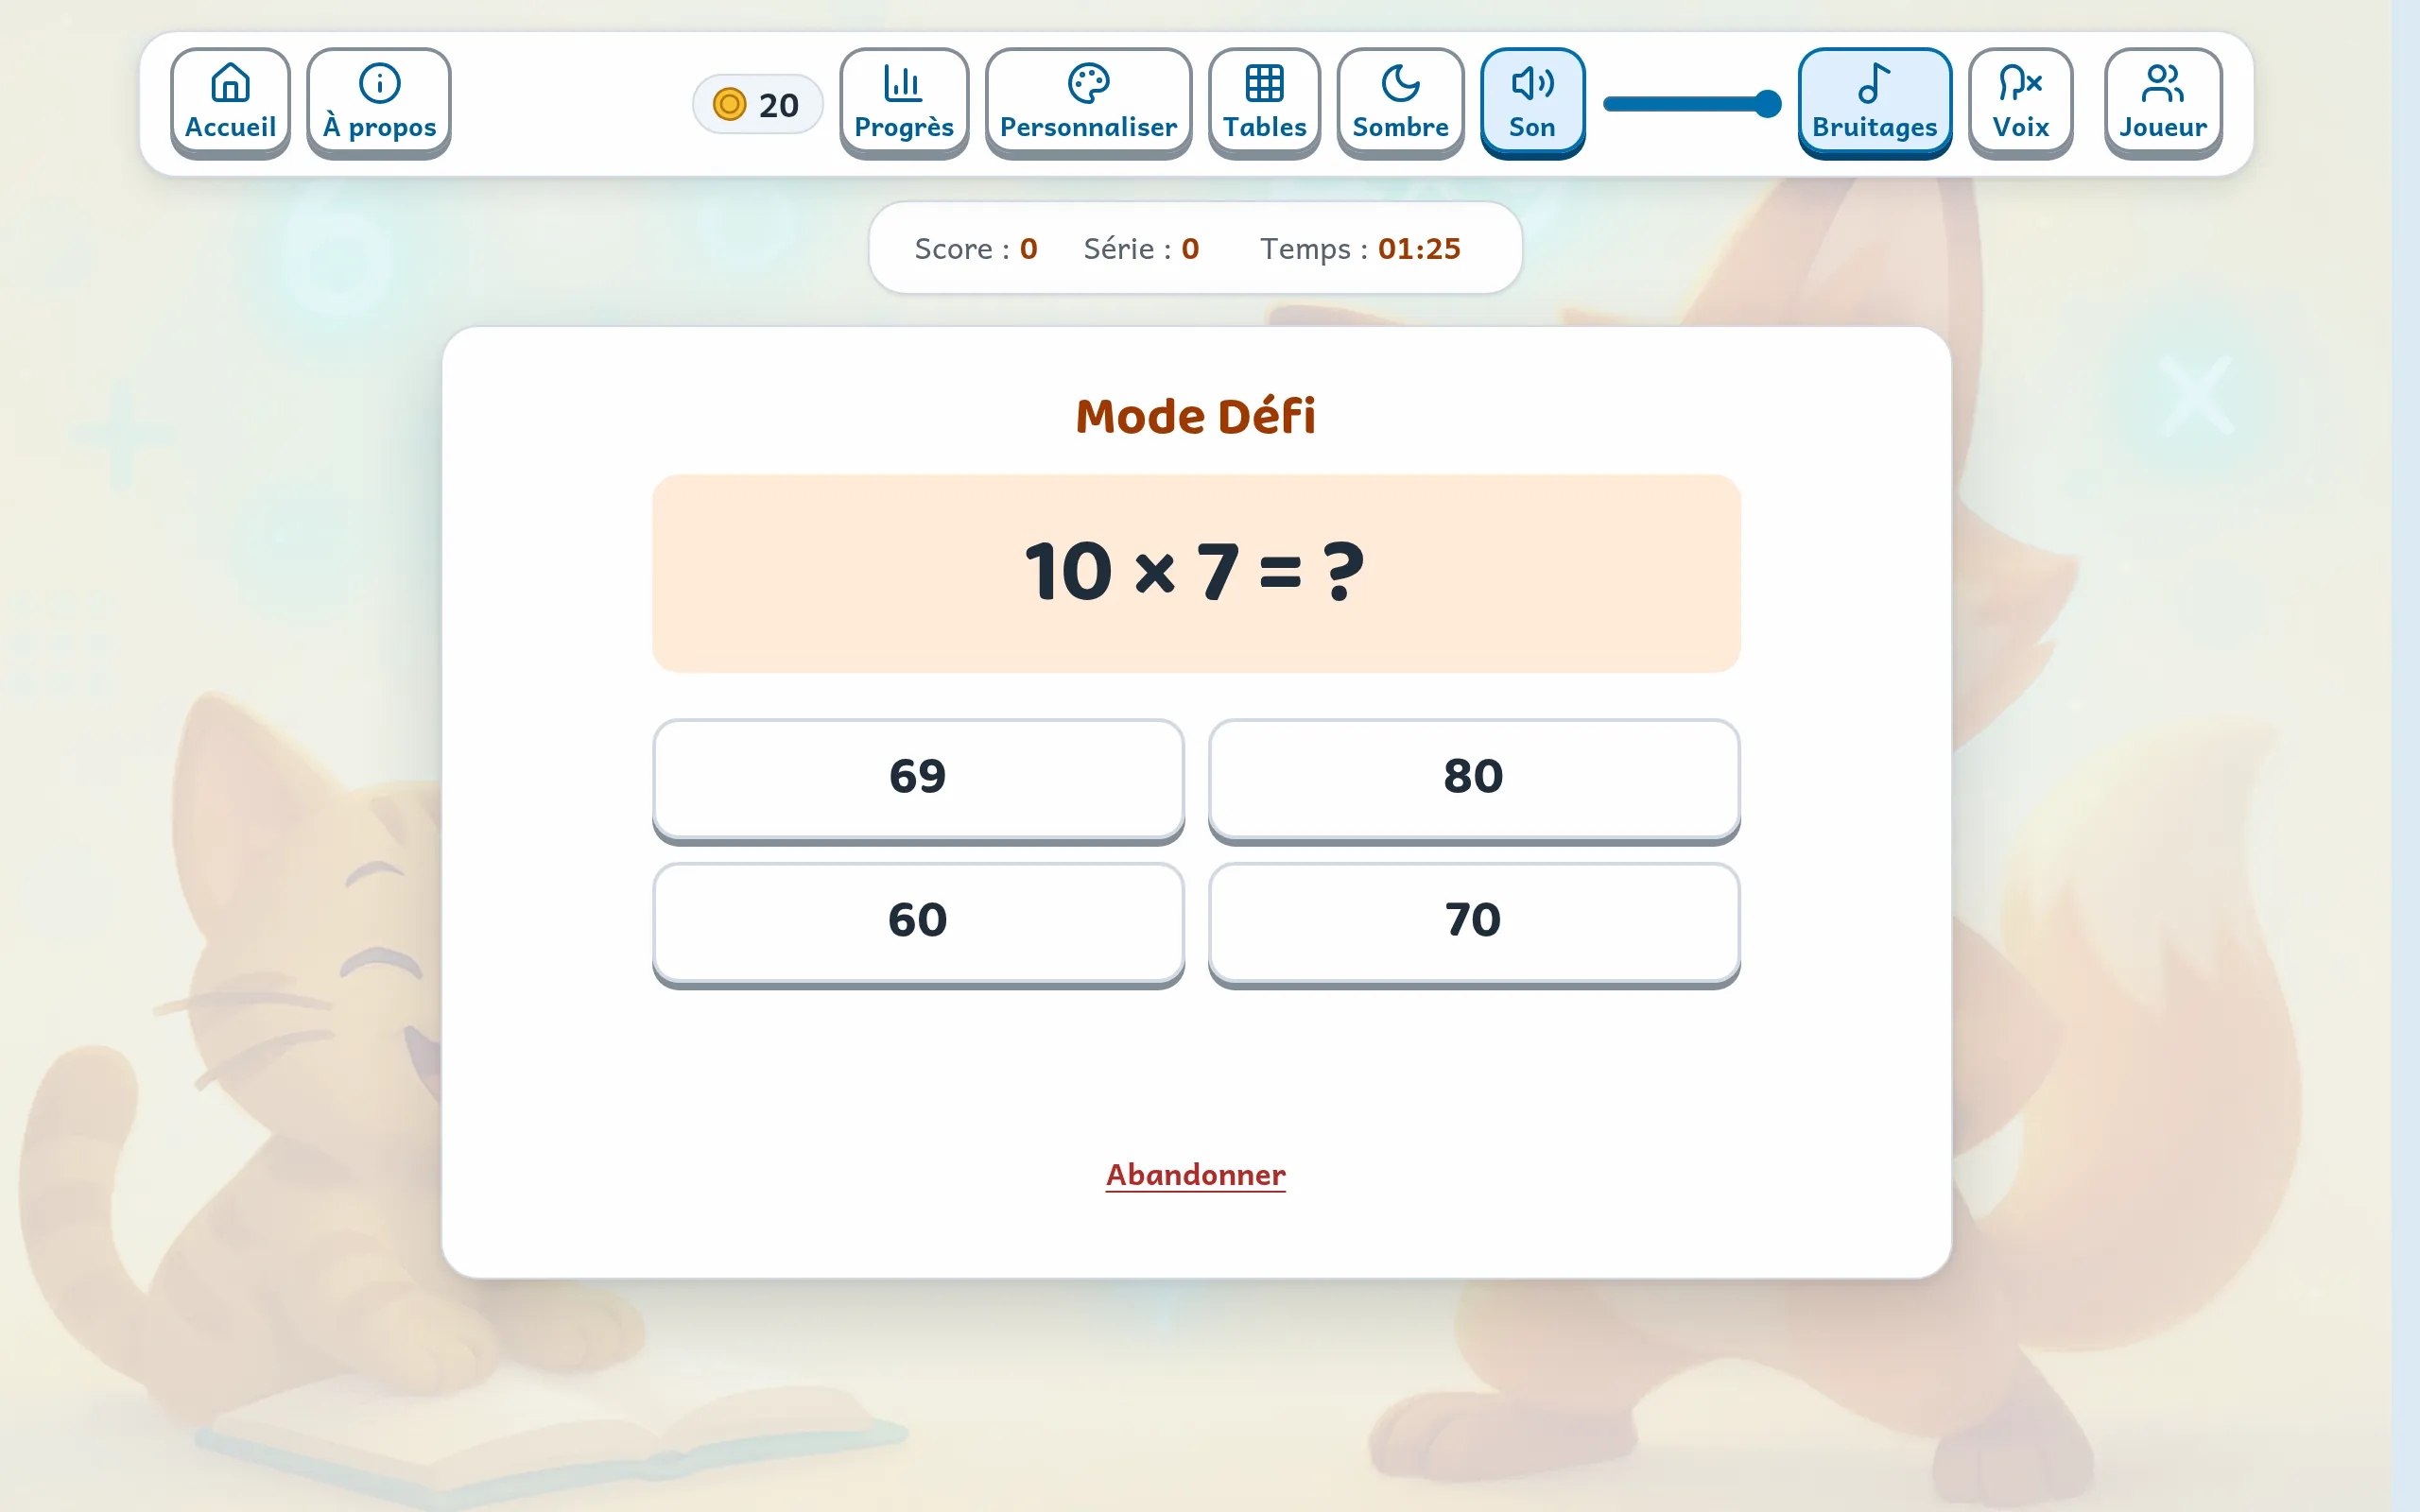 Accueil
À propos
20
Progrès
Personnaliser
Tables
Sombre
Son
Bruitages
Voix
Joueur
Score : 0 Série : 0 Temps : 01:25
Mode Défi
10 × 7 = ?
69
80
60
70
Abandonner